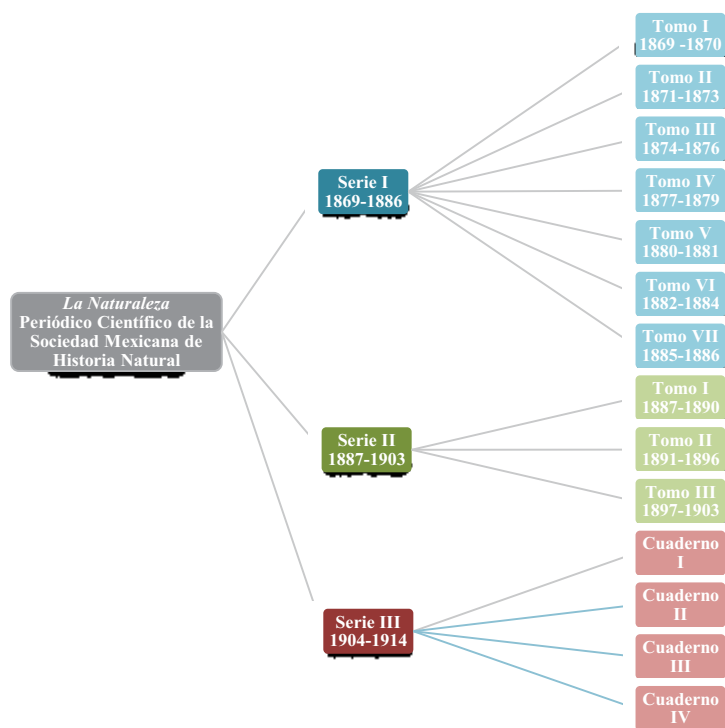 La Naturaleza
Periódico Científico de la
Sociedad Mexicana de
Historia Natural
Serie I
1869-1886
Tomo I
1869 -1870
Tomo II
1871-1873
Tomo III
1874-1876
Tomo IV
1877-1879
Tomo V
1880-1881
Tomo VI
1882-1884
Tomo VII
1885-1886
Serie II
1887-1903
Tomo I
1887-1890
Tomo II
1891-1896
Tomo III
1897-1903
Serie III
1904-1914
Cuaderno
I
Cuaderno
II
Cuaderno
III
Cuaderno
IV